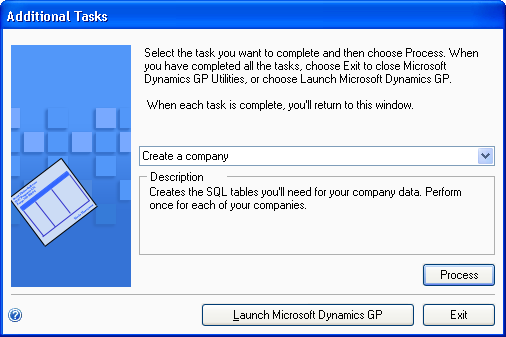 Additional Tasks
Select the task you want to complete and then choose Process. When
you have completed all the tasks, choose Exit to close Microsoft
Dynamics GP Utilities, or choose Launch Microsoft Dynamics GP.
When each task is complete, you'll return to this window.
Create a company
Description
Creates the SQL tables you'll need for your company data. Perform
once for each of your companies.
Process
?
Launch Microsoft Dynamics GP
Exit